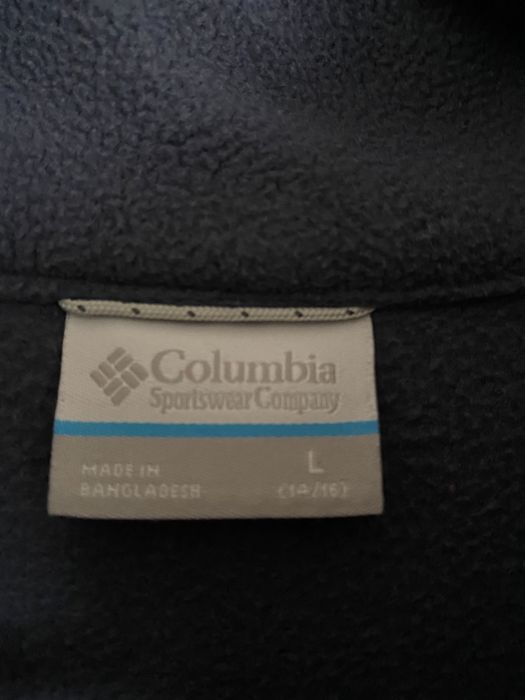 Columbia
Sportswear Company
L
MADE IN
BANGLADESH
(14/16)